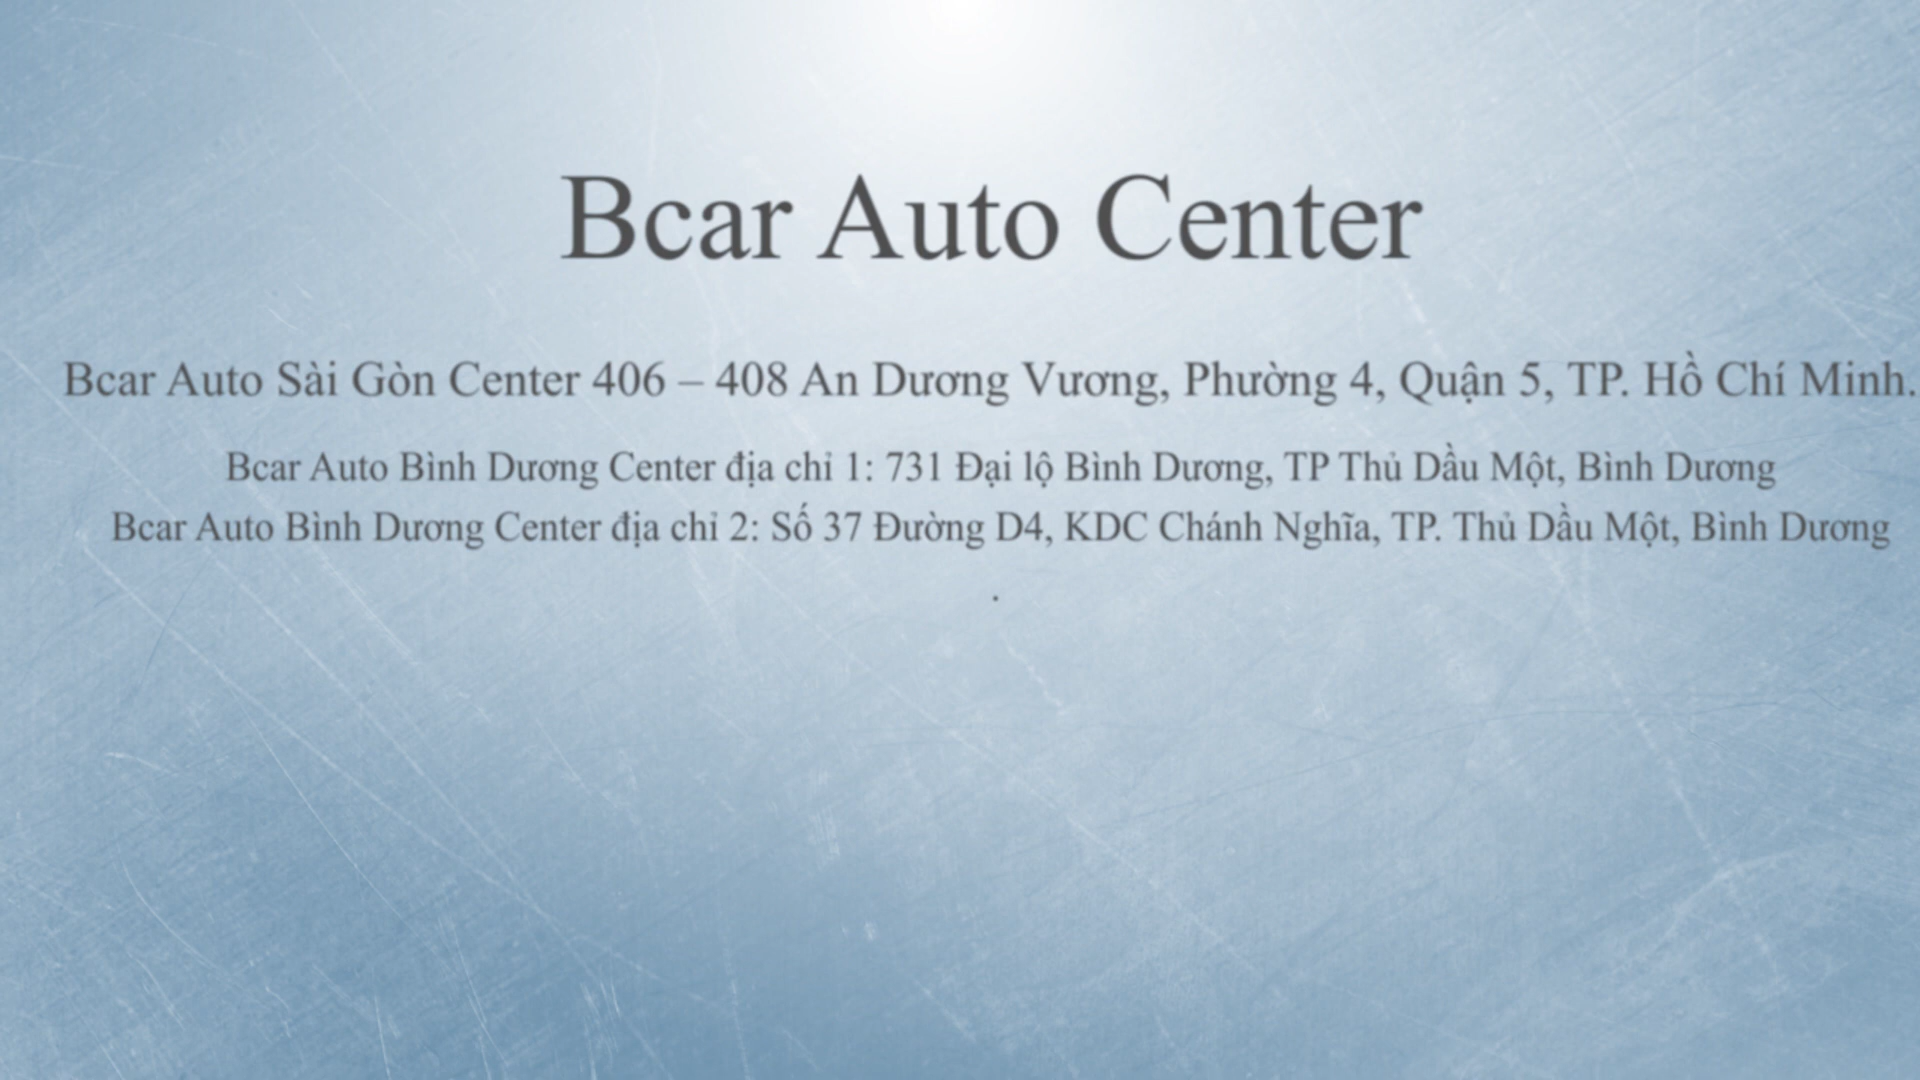 Bcar Auto Center
Bcar Auto Sài Gòn Center 406 – 408 An Dương Vương, Phường 4, Quận 5, TP. Hồ Chí Minh.
Bcar Auto Bình Dương Center địa chỉ 1: 731 Đại lộ Bình Dương, TP Thủ Dầu Một, Bình Dương
Bcar Auto Bình Dương Center địa chỉ 2: Số 37 Đường D4, KDC Chánh Nghĩa, TP. Thủ Dầu Một, Bình Dương
.